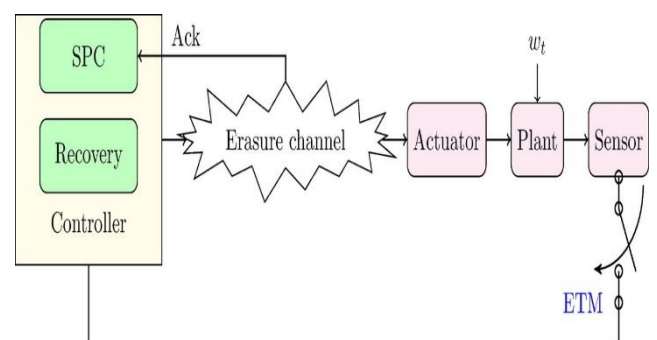 SPC
Ack
Recovery
Controller
Erasure channel
Actuator
Plant
Sensor
w_t
ETM